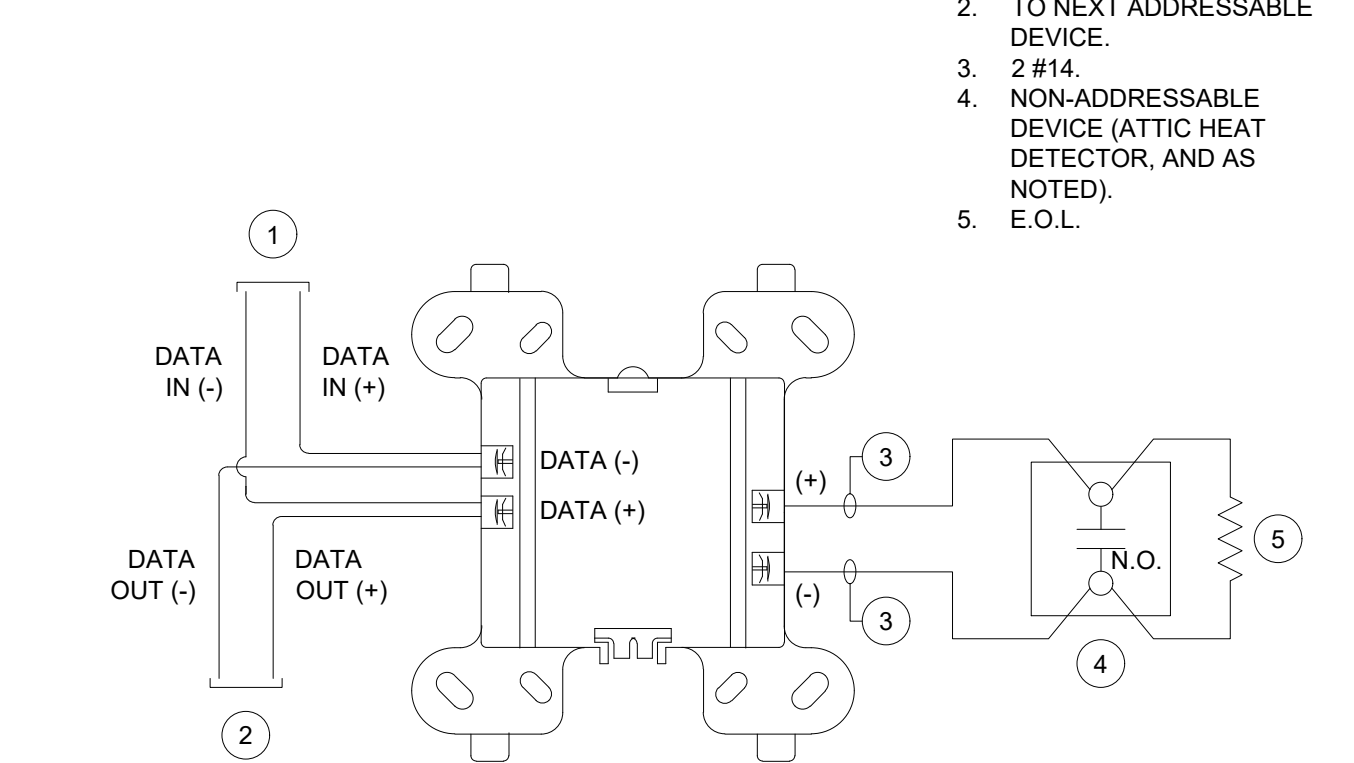 2. TO NEXT ADDRESSABLE
DEVICE.
3. 2 #14.
4. NON-ADDRESSABLE
DEVICE (ATTIC HEAT
DETECTOR, AND AS
NOTED).
5. E.O.L.
1
DATA
IN (-)
DATA
IN (+)
DATA (-)
DATA (+)
DATA
OUT (-)
DATA
OUT (+)
2
(+)
3
(-)
3
N.O.
4
5